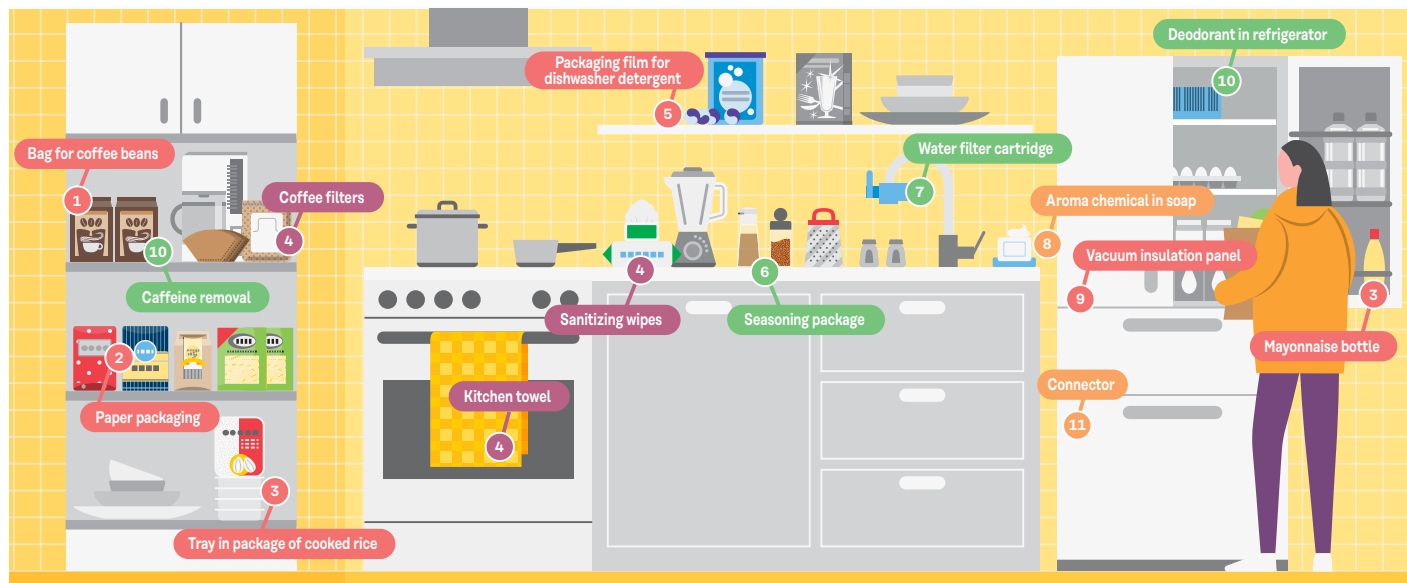 Deodorant in refrigerator
10
Packaging film for
dishwasher detergent
5
Bag for coffee beans
1
Water filter cartridge
7
Coffee filters
4
Aroma chemical in soap
8
10
Caffeine removal
4
Sanitizing wipes
6
Seasoning package
Vacuum insulation panel
9
3
Mayonnaise bottle
2
Paper packaging
Kitchen towel
4
Connector
11
3
Tray in package of cooked rice